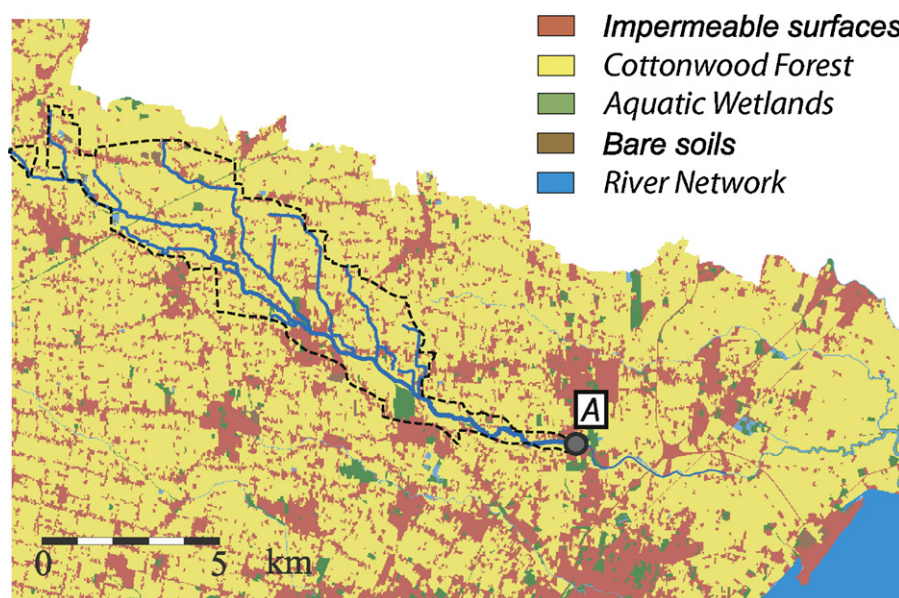 Impermeable surfaces
Cottonwood Forest
Aquatic Wetlands
Bare soils
River Network
A
0 5 km